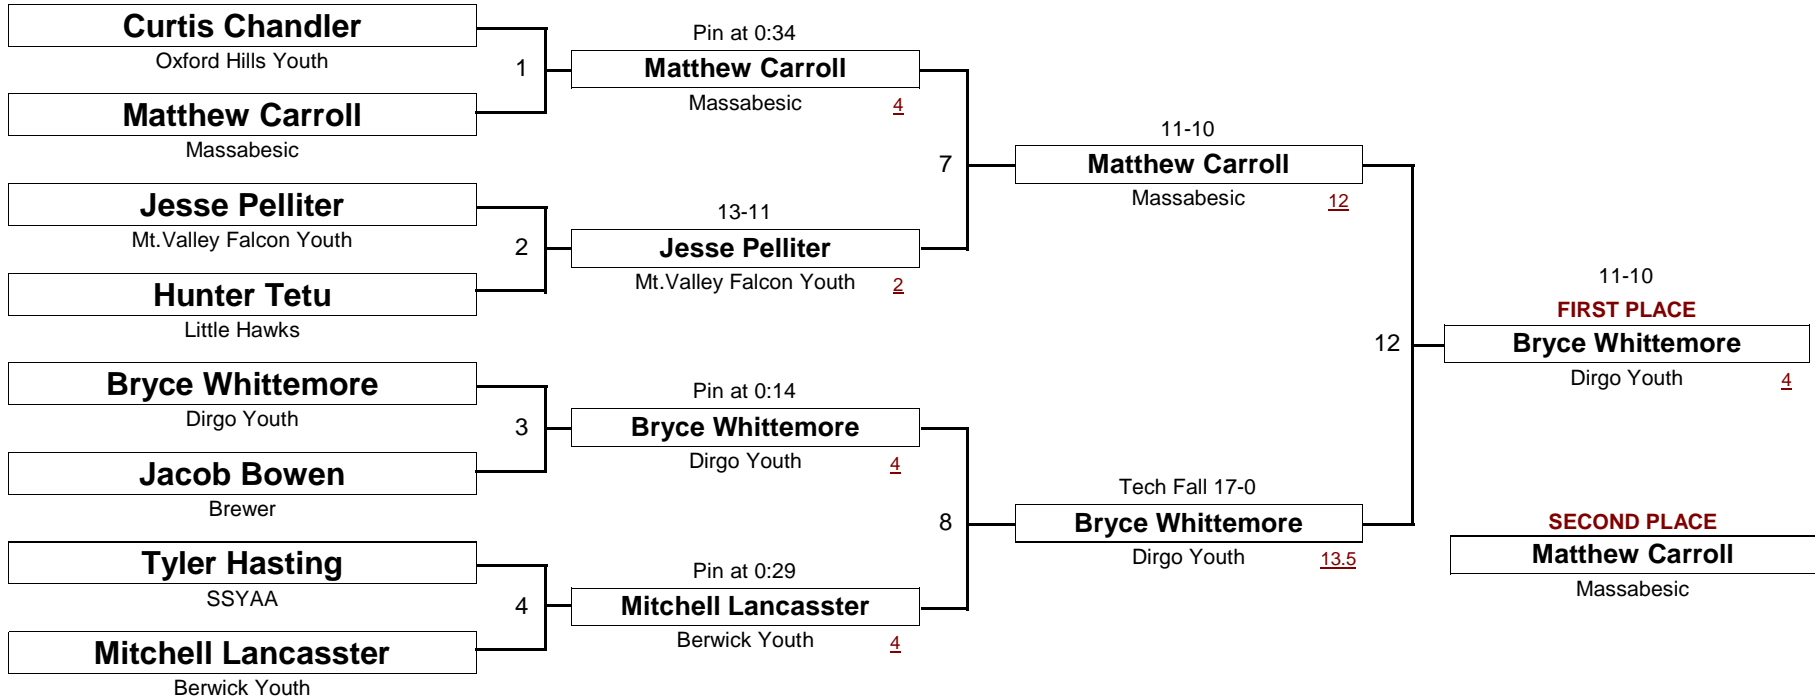 Curtis Chandler
Oxford Hills Youth
1
Matthew Carroll
Massabesic
Jesse Pelliter
Mt.Valley Falcon Youth
2
Hunter Tetu
Little Hawks
Bryce Whittemore
Dirgo Youth
3
Jacob Bowen
Brewer
Tyler Hasting
SSYAA
4
Mitchell Lancasster
Berwick Youth
Pin at 0:34
Matthew Carroll
Massabesic 4
7
13-11
Jesse Pelliter
Mt.Valley Falcon Youth 2
Pin at 0:14
Bryce Whittemore
Dirgo Youth 4
8
Pin at 0:29
Mitchell Lancasster
Berwick Youth 4
11-10
Matthew Carroll
Massabesic 12
12
Tech Fall 17-0
Bryce Whittemore
Dirgo Youth 13.5
11-10
FIRST PLACE
Bryce Whittemore
Dirgo Youth 4
SECOND PLACE
Matthew Carroll
Massabesic